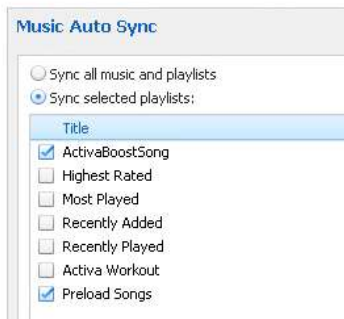 Music Auto Sync
Sync all music and playlists
Sync selected playlists:
Title
ActivaBoostSong
Highest Rated
Most Played
Recently Added
Recently Played
Activa Workout
Preload Songs